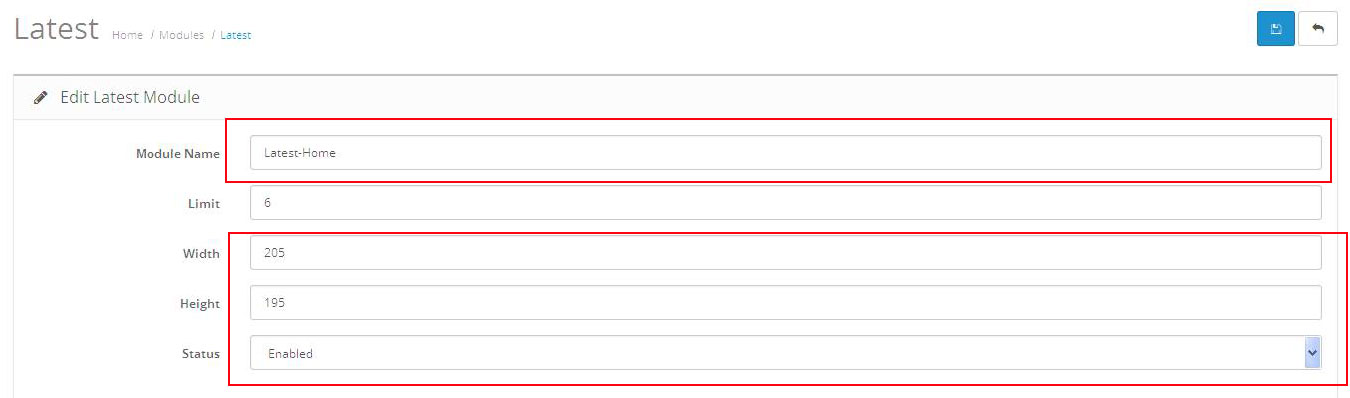 Latest Home / Modules / Latest
Edit Latest Module
Module Name Latest-Home
Limit 6
Width 205
Height 195
Status Enabled